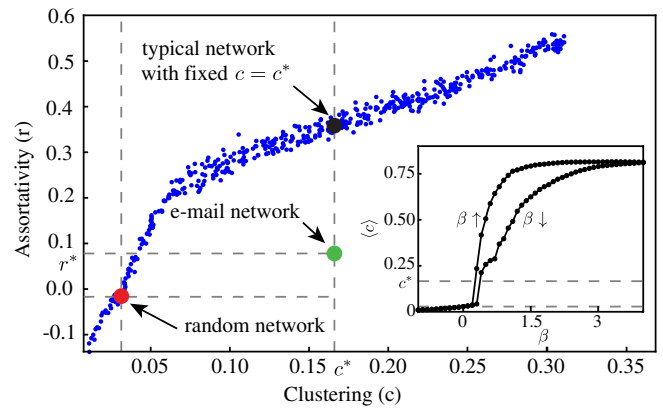 0.6
0.5
0.4
0.3
0.2
0.1
r*
0.0
-0.1
Assortativity (r)
typical network
with fixed c = c*
e-mail network
random network
0.75
0.50
0.25
c*
0.00
⟨c⟩
β ↑
β ↓
0
1.5
3
β
0.05
0.10
0.15
c*
0.20
0.25
0.30
Clustering (c)